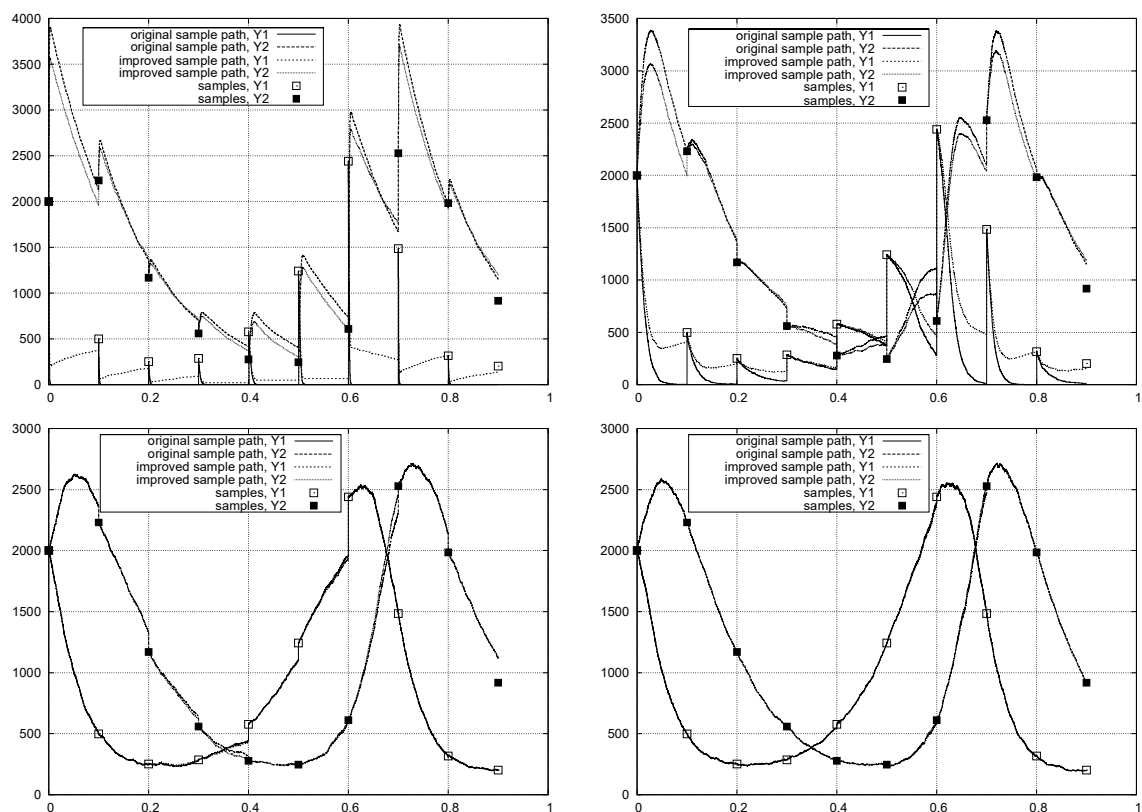 4000
3500
3000
2500
2000
1500
1000
500
0
0 0.2 0.4 0.6 0.8 1
original sample path, Y1
original sample path, Y2
improved sample path, Y1
improved sample path, Y2
samples, Y1
samples, Y2
3500
3000
2500
2000
1500
1000
500
0
0 0.2 0.4 0.6 0.8 1
original sample path, Y1
original sample path, Y2
improved sample path, Y1
improved sample path, Y2
samples, Y1
samples, Y2
3000
2500
2000
1500
1000
500
0
0 0.2 0.4 0.6 0.8 1
original sample path, Y1
original sample path, Y2
improved sample path, Y1
improved sample path, Y2
samples, Y1
samples, Y2
3000
2500
2000
1500
1000
500
0
0 0.2 0.4 0.6 0.8 1
original sample path, Y1
original sample path, Y2
improved sample path, Y1
improved sample path, Y2
samples, Y1
samples, Y2